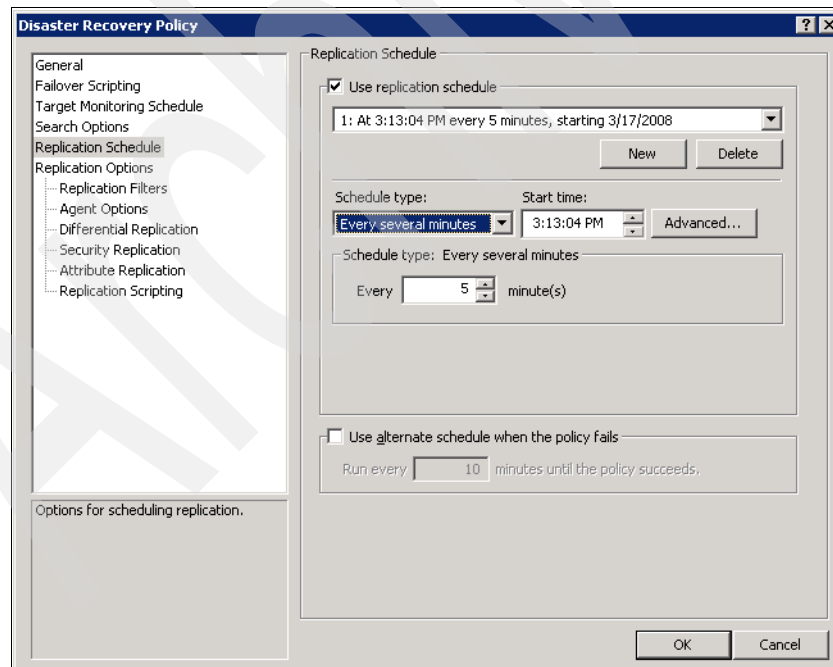 Disaster Recovery Policy
General
Failover Scripting
Target Monitoring Schedule
Search Options
Replication Schedule
Replication Options
Replication Filters
Agent Options
Differential Replication
Security Replication
Attribute Replication
Replication Scripting
Options for scheduling replication.
Replication Schedule
Use replication schedule
1: At 3:13:04 PM every 5 minutes, starting 3/17/2008
New Delete
Schedule type: Start time:
Every several minutes 3:13:04 PM Advanced...
Schedule type: Every several minutes
Every 5 minute(s)
Use alternate schedule when the policy fails
Run every 10 minutes until the policy succeeds.
OK Cancel